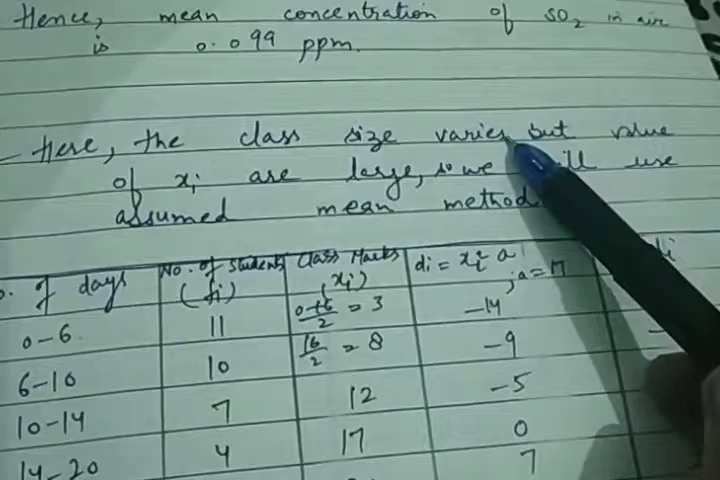 Hence, mean concentration of SO₂ in air
is 0.099 ppm.
Here, the class size varies but value
of xᵢ are large, so we will use
assumed mean method
of days No. of Students Class Marks di = xᵢ - a di
(fᵢ) (xᵢ) ; a = 17
0-6 11 0+6/2 = 3 -14
6-10 10 16/2 = 8 -9
10-14 7 12 -5
14-20 4 17 0
7